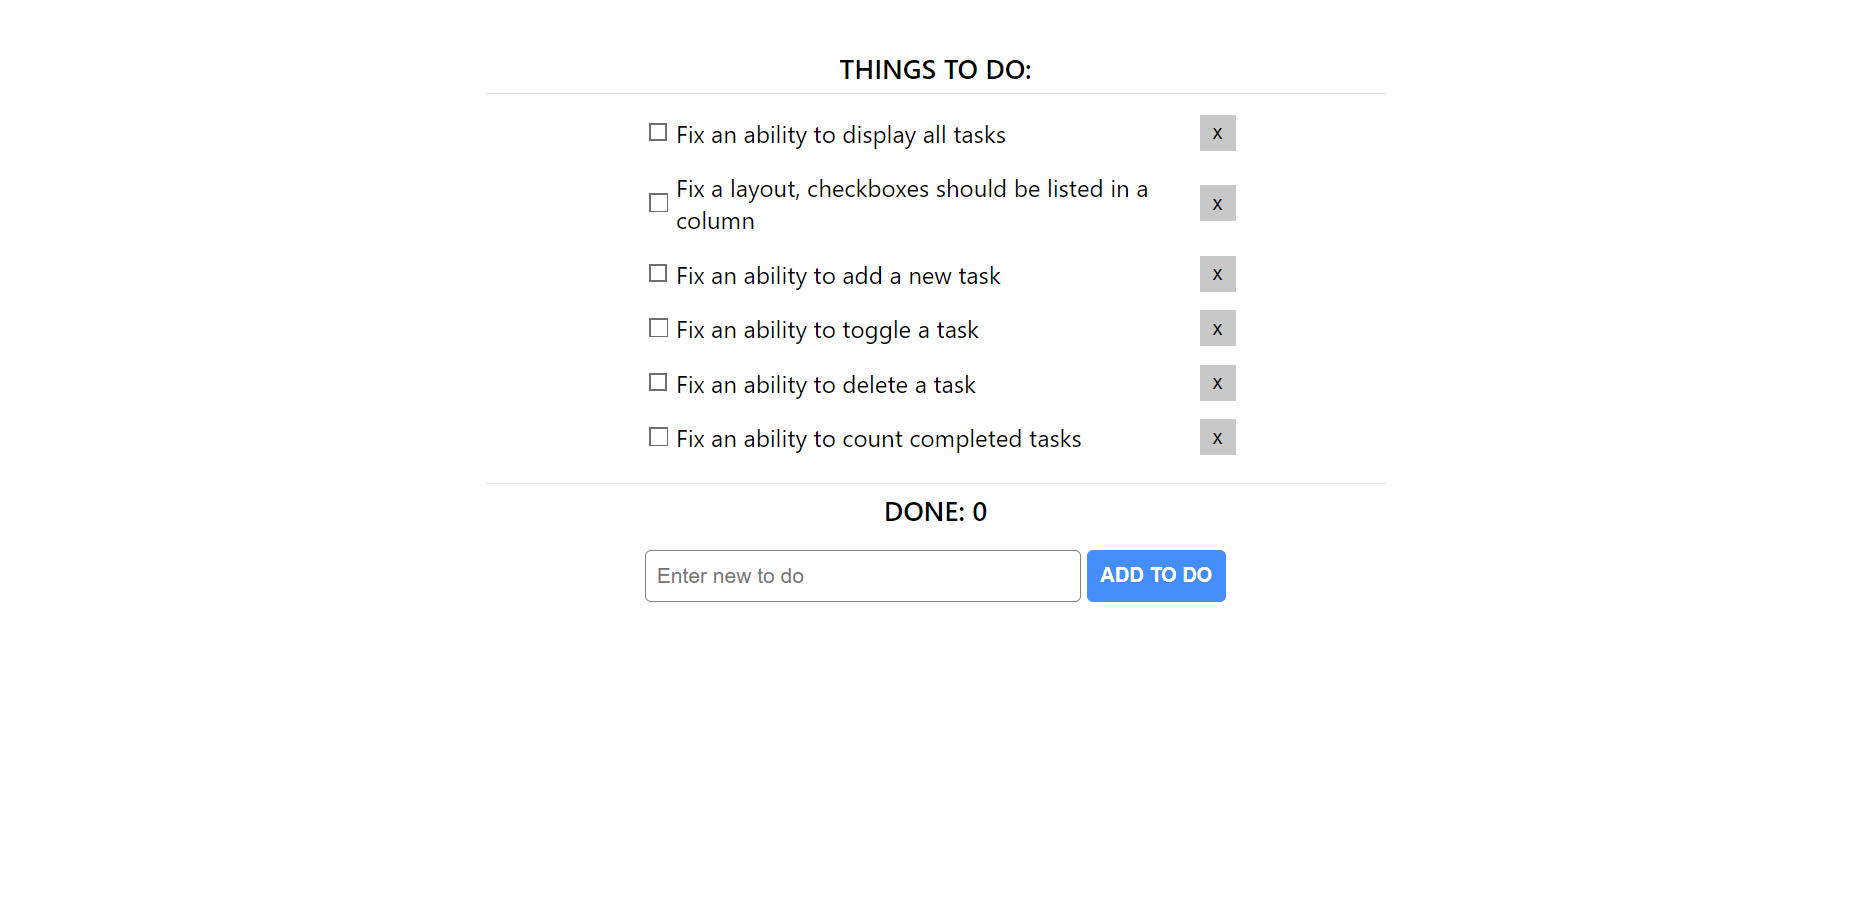 THINGS TO DO:
Fix an ability to display all tasks
x
Fix a layout, checkboxes should be listed in a
column
x
Fix an ability to add a new task
x
Fix an ability to toggle a task
x
Fix an ability to delete a task
x
Fix an ability to count completed tasks
x
DONE: 0
Enter new to do
ADD TO DO